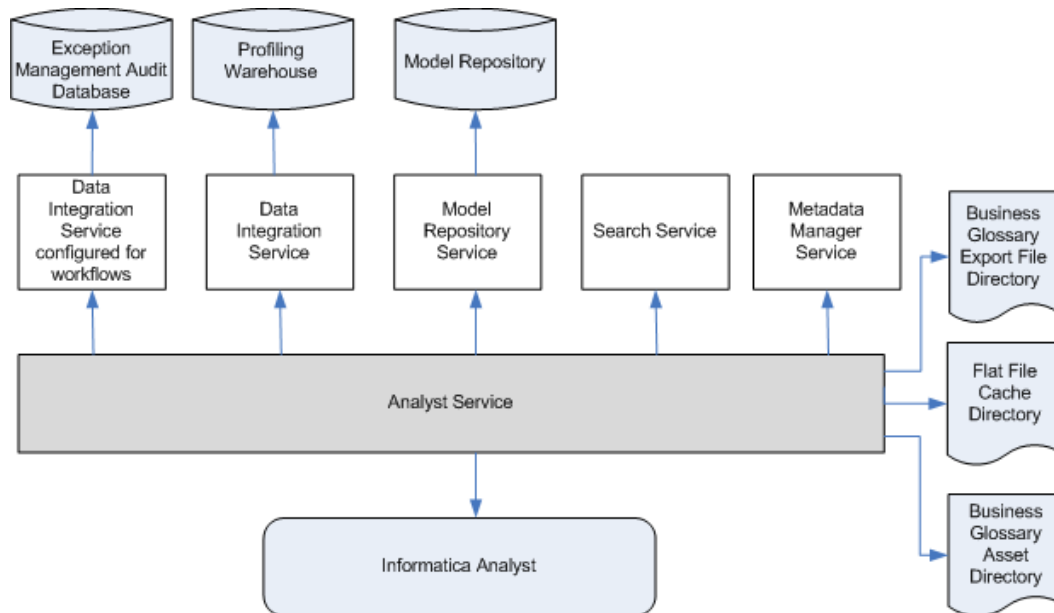 Exception
Management Audit
Database
Profiling
Warehouse
Model Repository
Data
Integration
Service
configured for
workflows
Data
Integration
Service
Model
Repository
Service
Search Service
Metadata
Manager
Service
Business
Glossary
Export File
Directory
Analyst Service
Flat File
Cache
Directory
Informatica Analyst
Business
Glossary
Asset
Directory